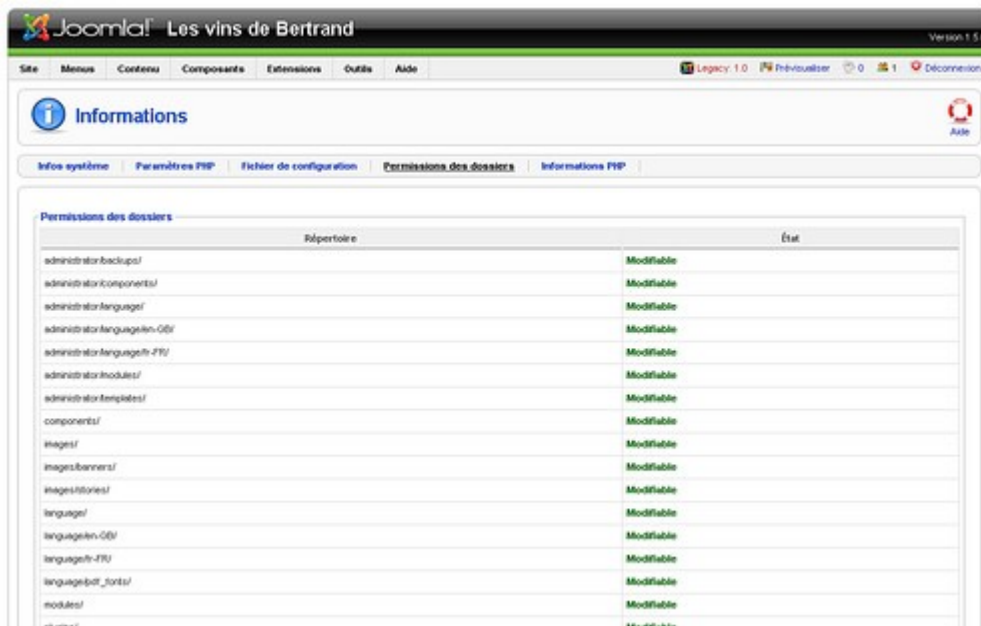 Joomla! Les vins de Bertrand
Version 1.5
Site Menus Contenu Composants Extensions Outils Aide Legacy: 1.0 Prévisualiser 0 1 Déconnexion
Informations
Aide
Infos système Paramètres PHP Fichier de configuration Permissions des dossiers Informations PHP
Permissions des dossiers
Répertoire État
administrator/backups/ Modifiable
administrator/components/ Modifiable
administrator/language/ Modifiable
administrator/language/en-GB/ Modifiable
administrator/language/fr-FR/ Modifiable
administrator/modules/ Modifiable
administrator/templates/ Modifiable
components/ Modifiable
images/ Modifiable
images/banners/ Modifiable
images/stories/ Modifiable
language/ Modifiable
language/en-GB/ Modifiable
language/fr-FR/ Modifiable
language/pdf_fonts/ Modifiable
modules/ Modifiable